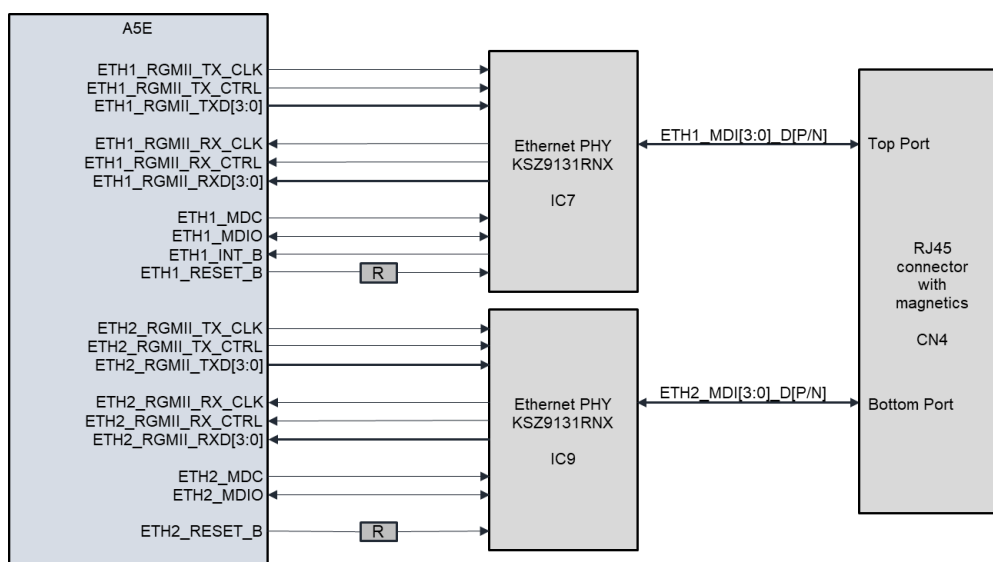 A5E
ETH1_RGMII_TX_CLK
ETH1_RGMII_TX_CTRL
ETH1_RGMII_TXD[3:0]
ETH1_RGMII_RX_CLK
ETH1_RGMII_RX_CTRL
ETH1_RGMII_RXD[3:0]
ETH1_MDC
ETH1_MDIO
ETH1_INT_B
ETH1_RESET_B
R
Ethernet PHY
KSZ9131RNX
IC7
ETH1_MDI[3:0]_D[P/N]
Top Port
ETH2_RGMII_TX_CLK
ETH2_RGMII_TX_CTRL
ETH2_RGMII_TXD[3:0]
ETH2_RGMII_RX_CLK
ETH2_RGMII_RX_CTRL
ETH2_RGMII_RXD[3:0]
ETH2_MDC
ETH2_MDIO
ETH2_RESET_B
R
Ethernet PHY
KSZ9131RNX
IC9
ETH2_MDI[3:0]_D[P/N]
Bottom Port
RJ45
connector
with
magnetics
CN4